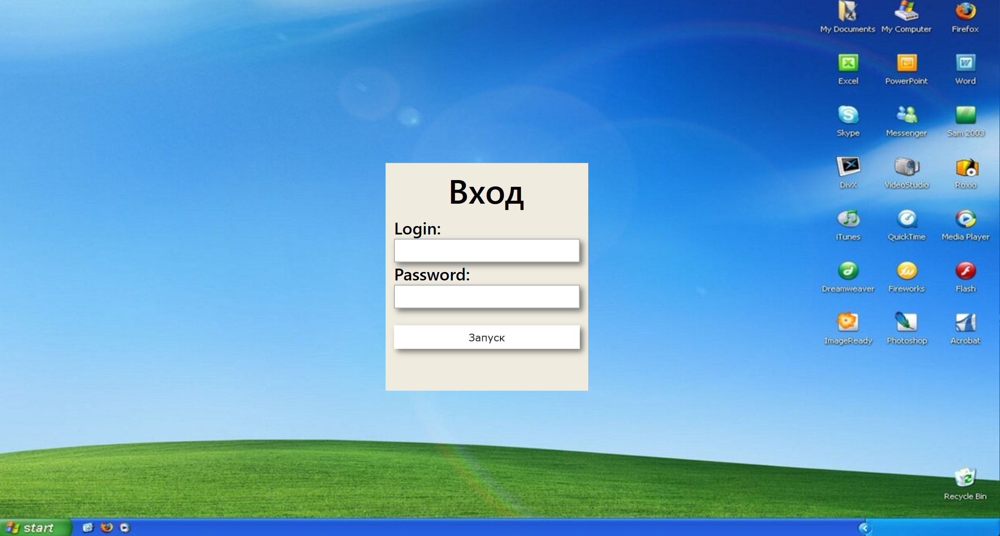 My Documents My Computer Firefox
Excel PowerPoint Word
Skype Messenger Sam 2003
DivX VideoStudio Roxio
Вход
Login:
iTunes QuickTime Media Player
Password:
Dreamweaver Fireworks Flash
Запуск
ImageReady Photoshop Acrobat
Recycle Bin
start